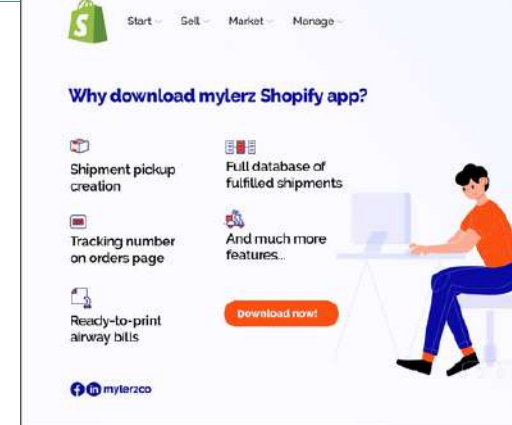 Start Sell Market Manage
Why download mylerz Shopify app?
Shipment pickup
creation
Full database of
fulfilled shipments
Tracking number
on orders page
And much more
features...
Ready-to-print
airway bills
Download now!
mylerzco